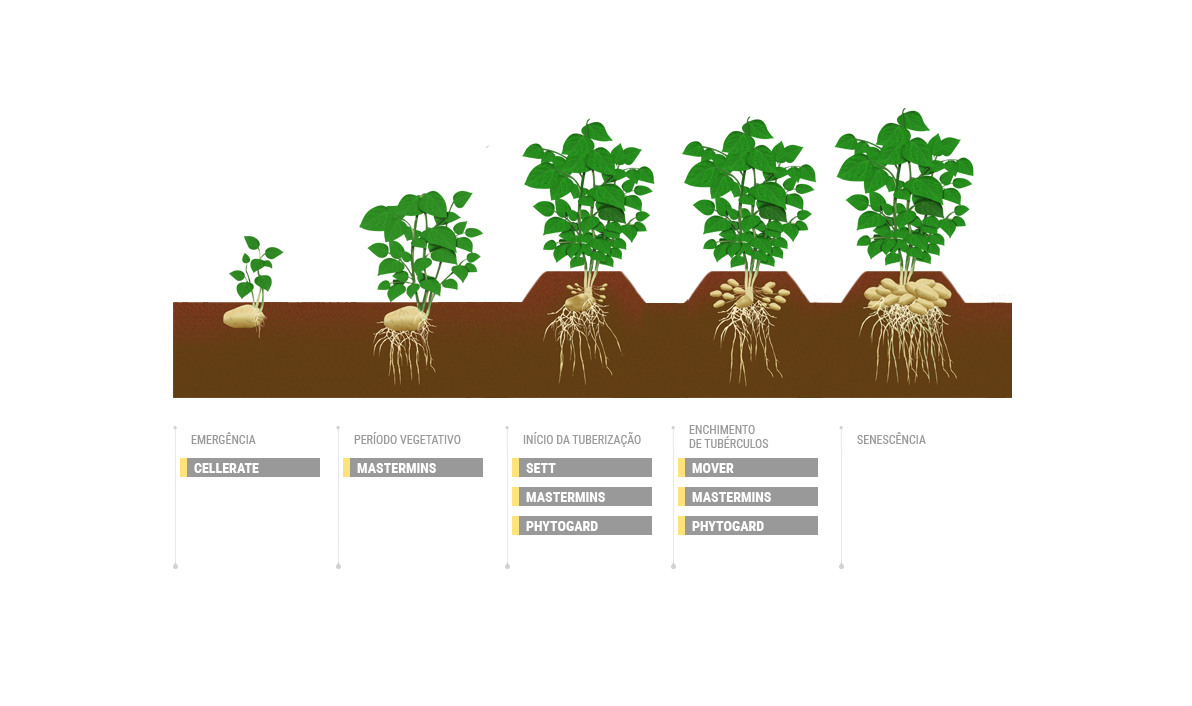 EMERGÊNCIA
CELLERATE
PERÍODO VEGETATIVO
MASTERMINS
INÍCIO DA TUBERIZAÇÃO
SETT
MASTERMINS
PHYTOGARD
ENCHIMENTO
DE TUBÉRCULOS
MOVER
MASTERMINS
PHYTOGARD
SENESCÊNCIA